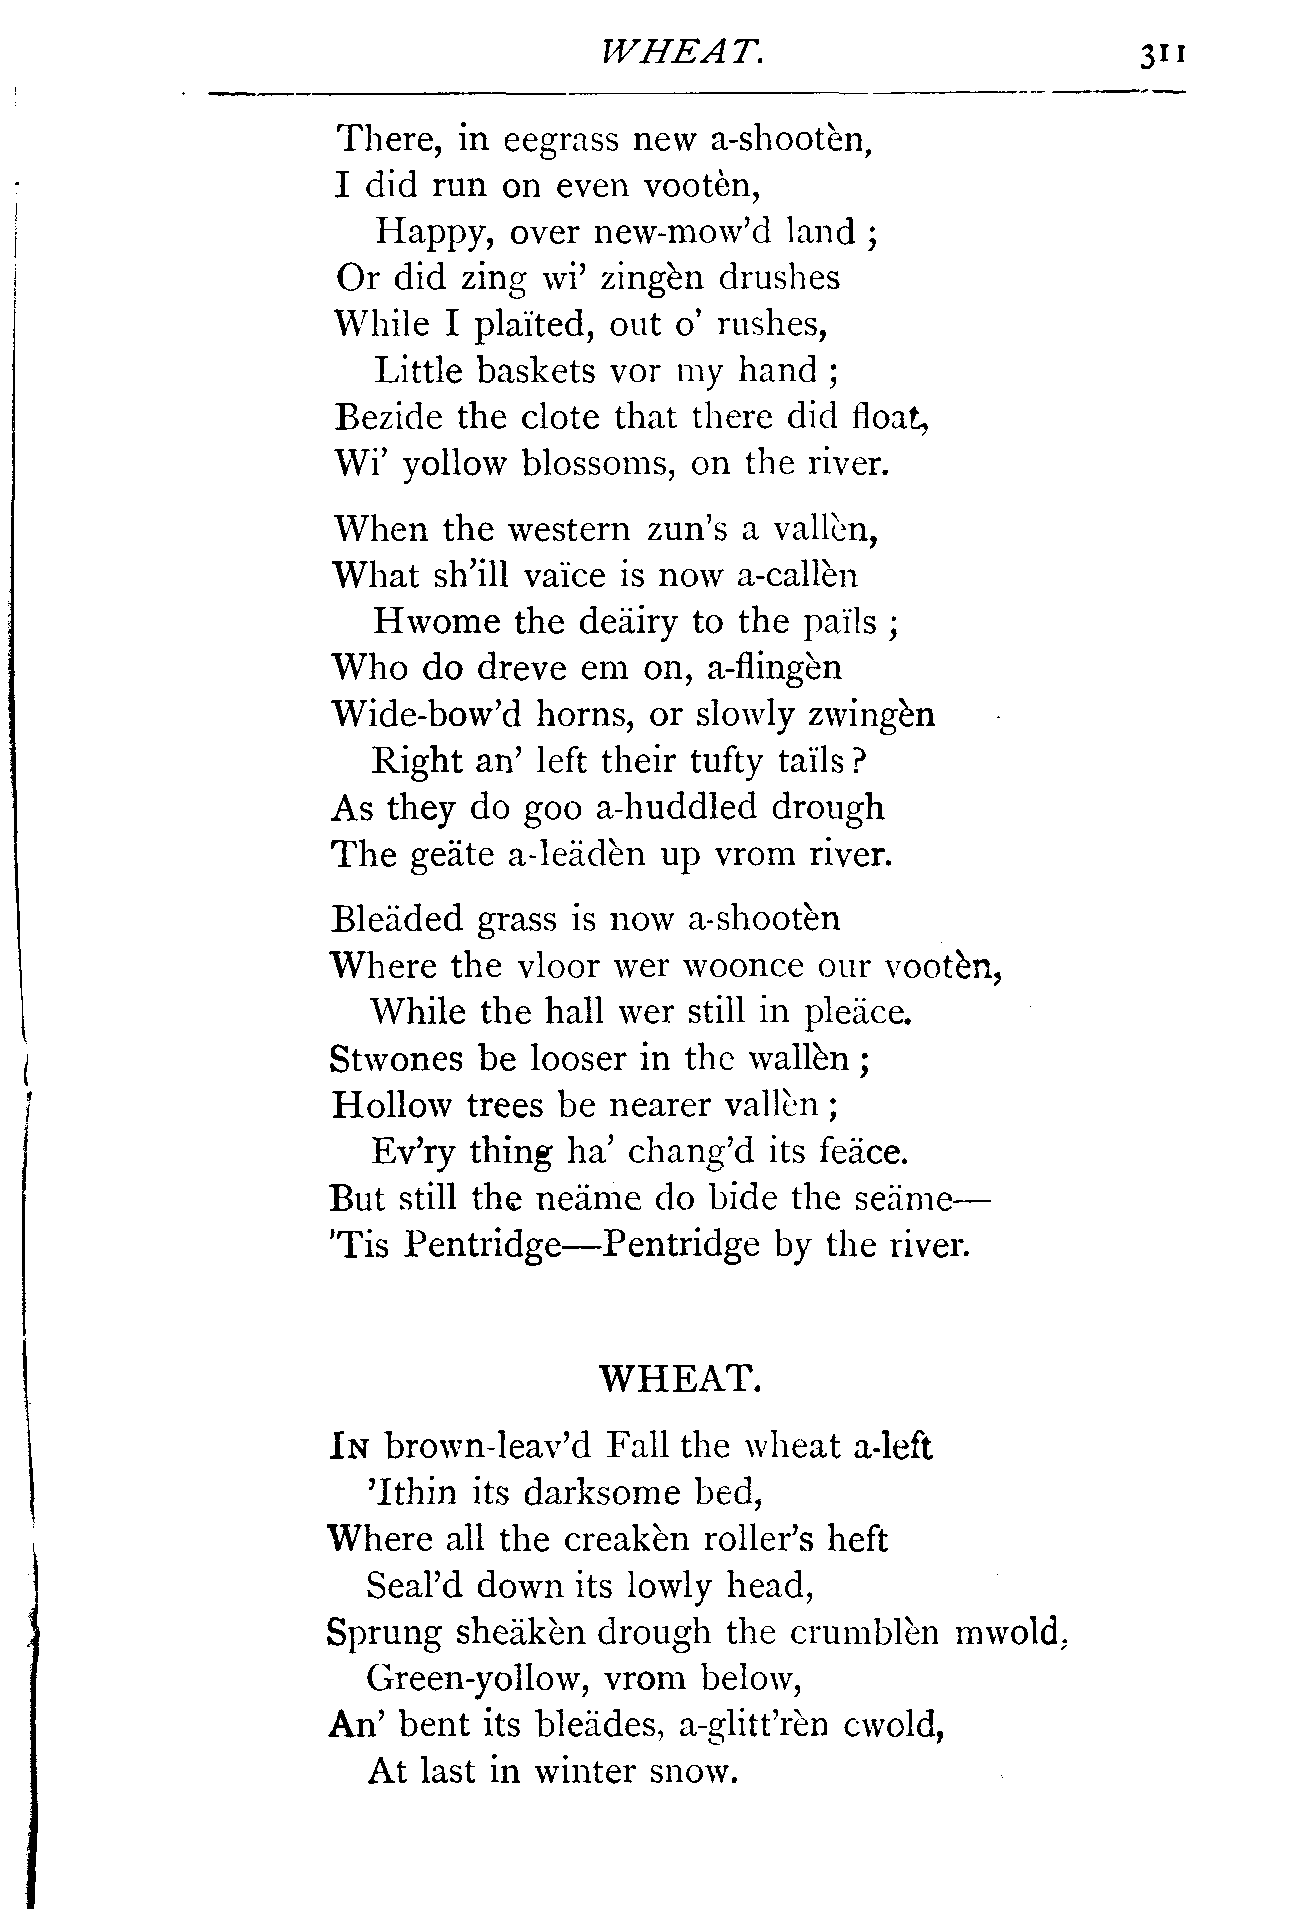 WHEAT. 311
There, in eegrass new a-shootèn,
I did run on even vootèn,
Happy, over new-mow'd land ;
Or did zing wi' zingèn drushes
While I plaïted, out o' rushes,
Little baskets vor my hand ;
Bezide the clote that there did float,
Wi' yollow blossoms, on the river.
When the western zun's a vallèn,
What sh'ill vaïce is now a-callèn
Hwome the deäiry to the païls ;
Who do dreve em on, a-flingèn
Wide-bow'd horns, or slowly zwingèn
Right an' left their tufty taïls ?
As they do goo a-huddled drough
The geäte a-leädèn up vrom river.
Bleäded grass is now a-shootèn
Where the vloor wer woonce our vootèn,
While the hall wer still in pleäce.
Stwones be looser in the wallèn ;
Hollow trees be nearer vallèn ;
Ev'ry thing ha' chang'd its feäce.
But still the neäme do bide the seäme—
'Tis Pentridge—Pentridge by the river.
WHEAT.
IN brown-leav'd Fall the wheat a-left
'Ithin its darksome bed,
Where all the creakèn roller's heft
Seal'd down its lowly head,
Sprung sheäkèn drough the crumblèn mwold,
Green-yollow, vrom below,
An' bent its bleädes, a-glitt'rèn cwold,
At last in winter snow.